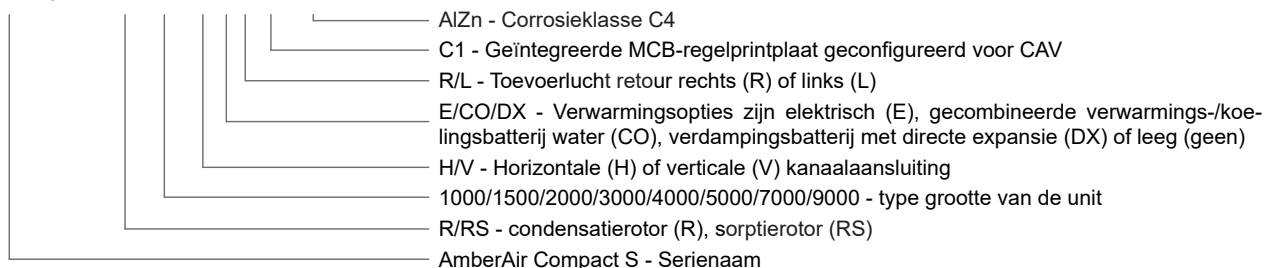 AlZn - Corrosieklasse C4
C1 - Geïntegreerde MCB-regelprintplaat geconfigureerd voor CAV
R/L - Toevoerlucht retour rechts (R) of links (L)
E/CO/DX - Verwarmingsopties zijn elektrisch (E), gecombineerde verwarmings-/koe-
lingsbatterij water (CO), verdampingsbatterij met directe expansie (DX) of leeg (geen)
H/V - Horizontale (H) of verticale (V) kanaalaansluiting
1000/1500/2000/3000/4000/5000/7000/9000 - type grootte van de unit
R/RS - condensatierotor (R), sorptierotor (RS)
AmberAir Compact S - Serienaam